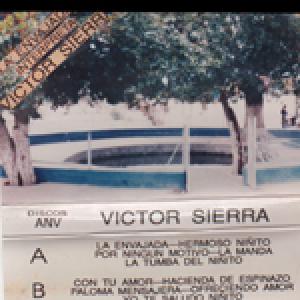 VICTOR SIERRA
DISCOS
ANV
VICTOR SIERRA
A
LA ENVAJADA—HERMOSO NIÑITO
POR NINGUN MOTIVO—LA MANDA
LA TUMBA DEL NIÑITO
B
CON TU AMOR—HACIENDA DE ESPINAZO
PALOMA MENSAJERA—OFRECIENDO AMOR
YO TE SALUDO NIÑITO